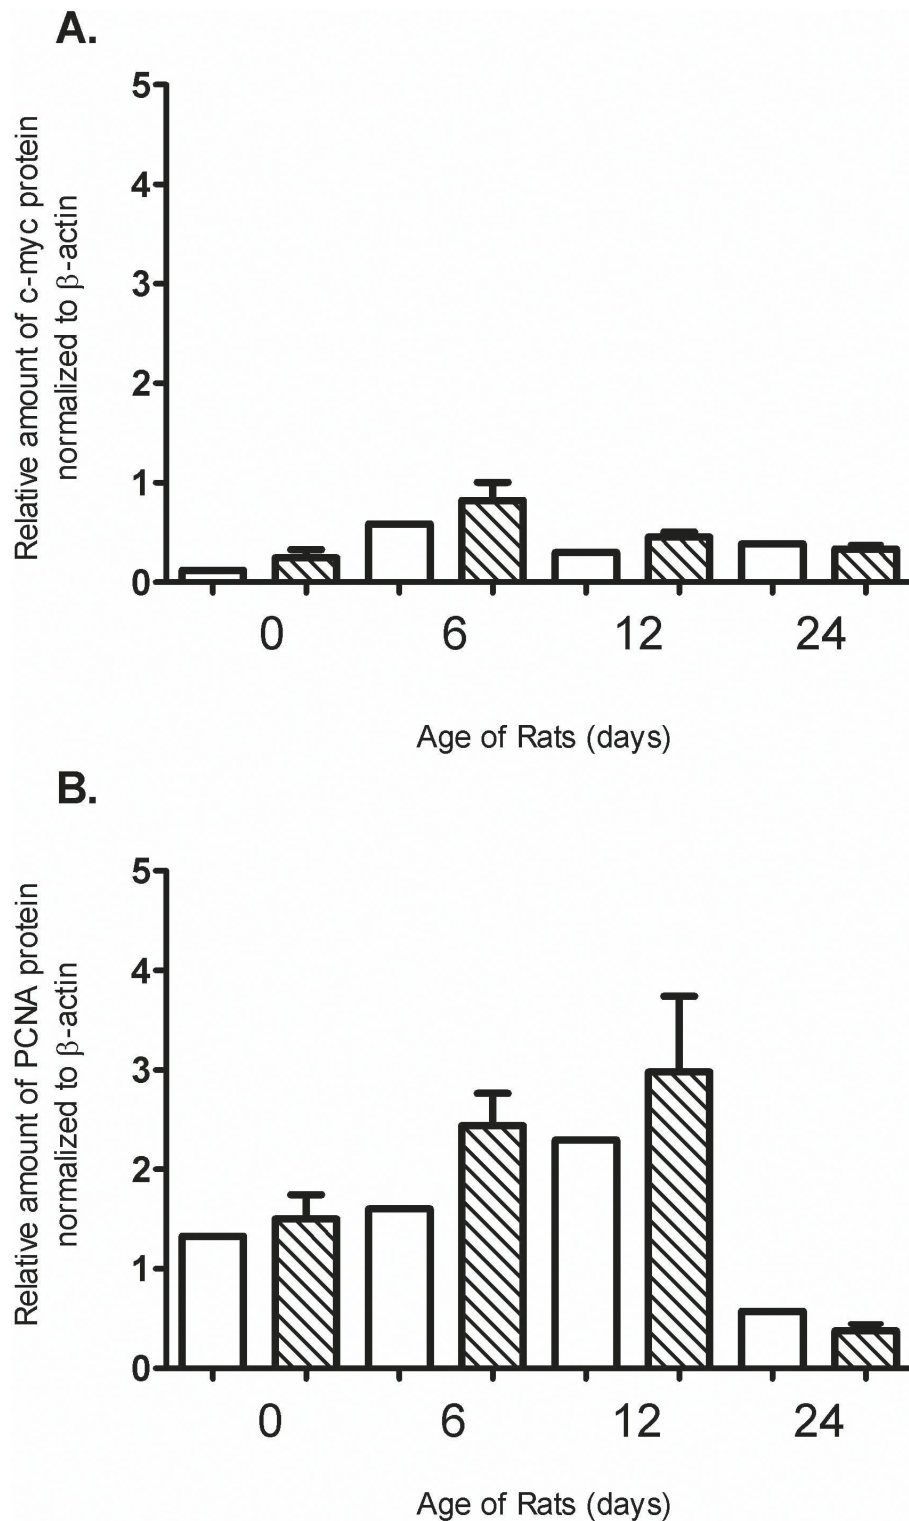 A.
Relative amount of c-myc protein
normalized to β-actin
5
4
3
2
1
0
0 6 12 24
Age of Rats (days)
B.
Relative amount of PCNA protein
normalized to β-actin
5
4
3
2
1
0
0 6 12 24
Age of Rats (days)